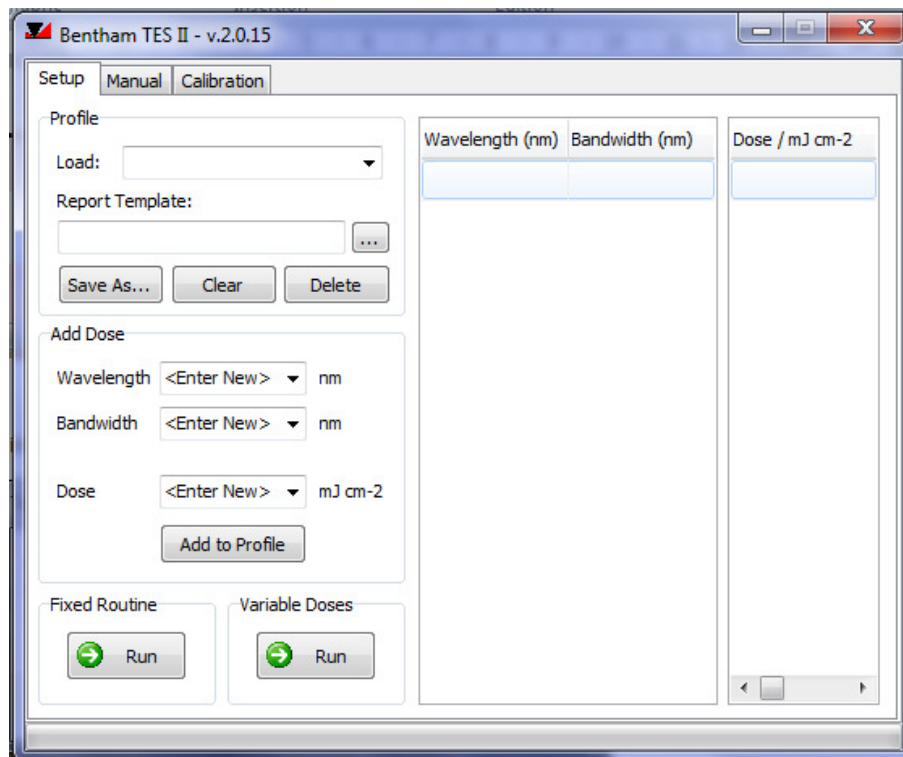 Bentham TES II - v.2.0.15
Setup Manual Calibration
Profile
Load:
Report Template:
...
Save As... Clear Delete
Add Dose
Wavelength <Enter New> nm
Bandwidth <Enter New> nm
Dose <Enter New> mJ cm-2
Add to Profile
Fixed Routine
Run
Variable Doses
Run
Wavelength (nm) Bandwidth (nm)
Dose / mJ cm-2